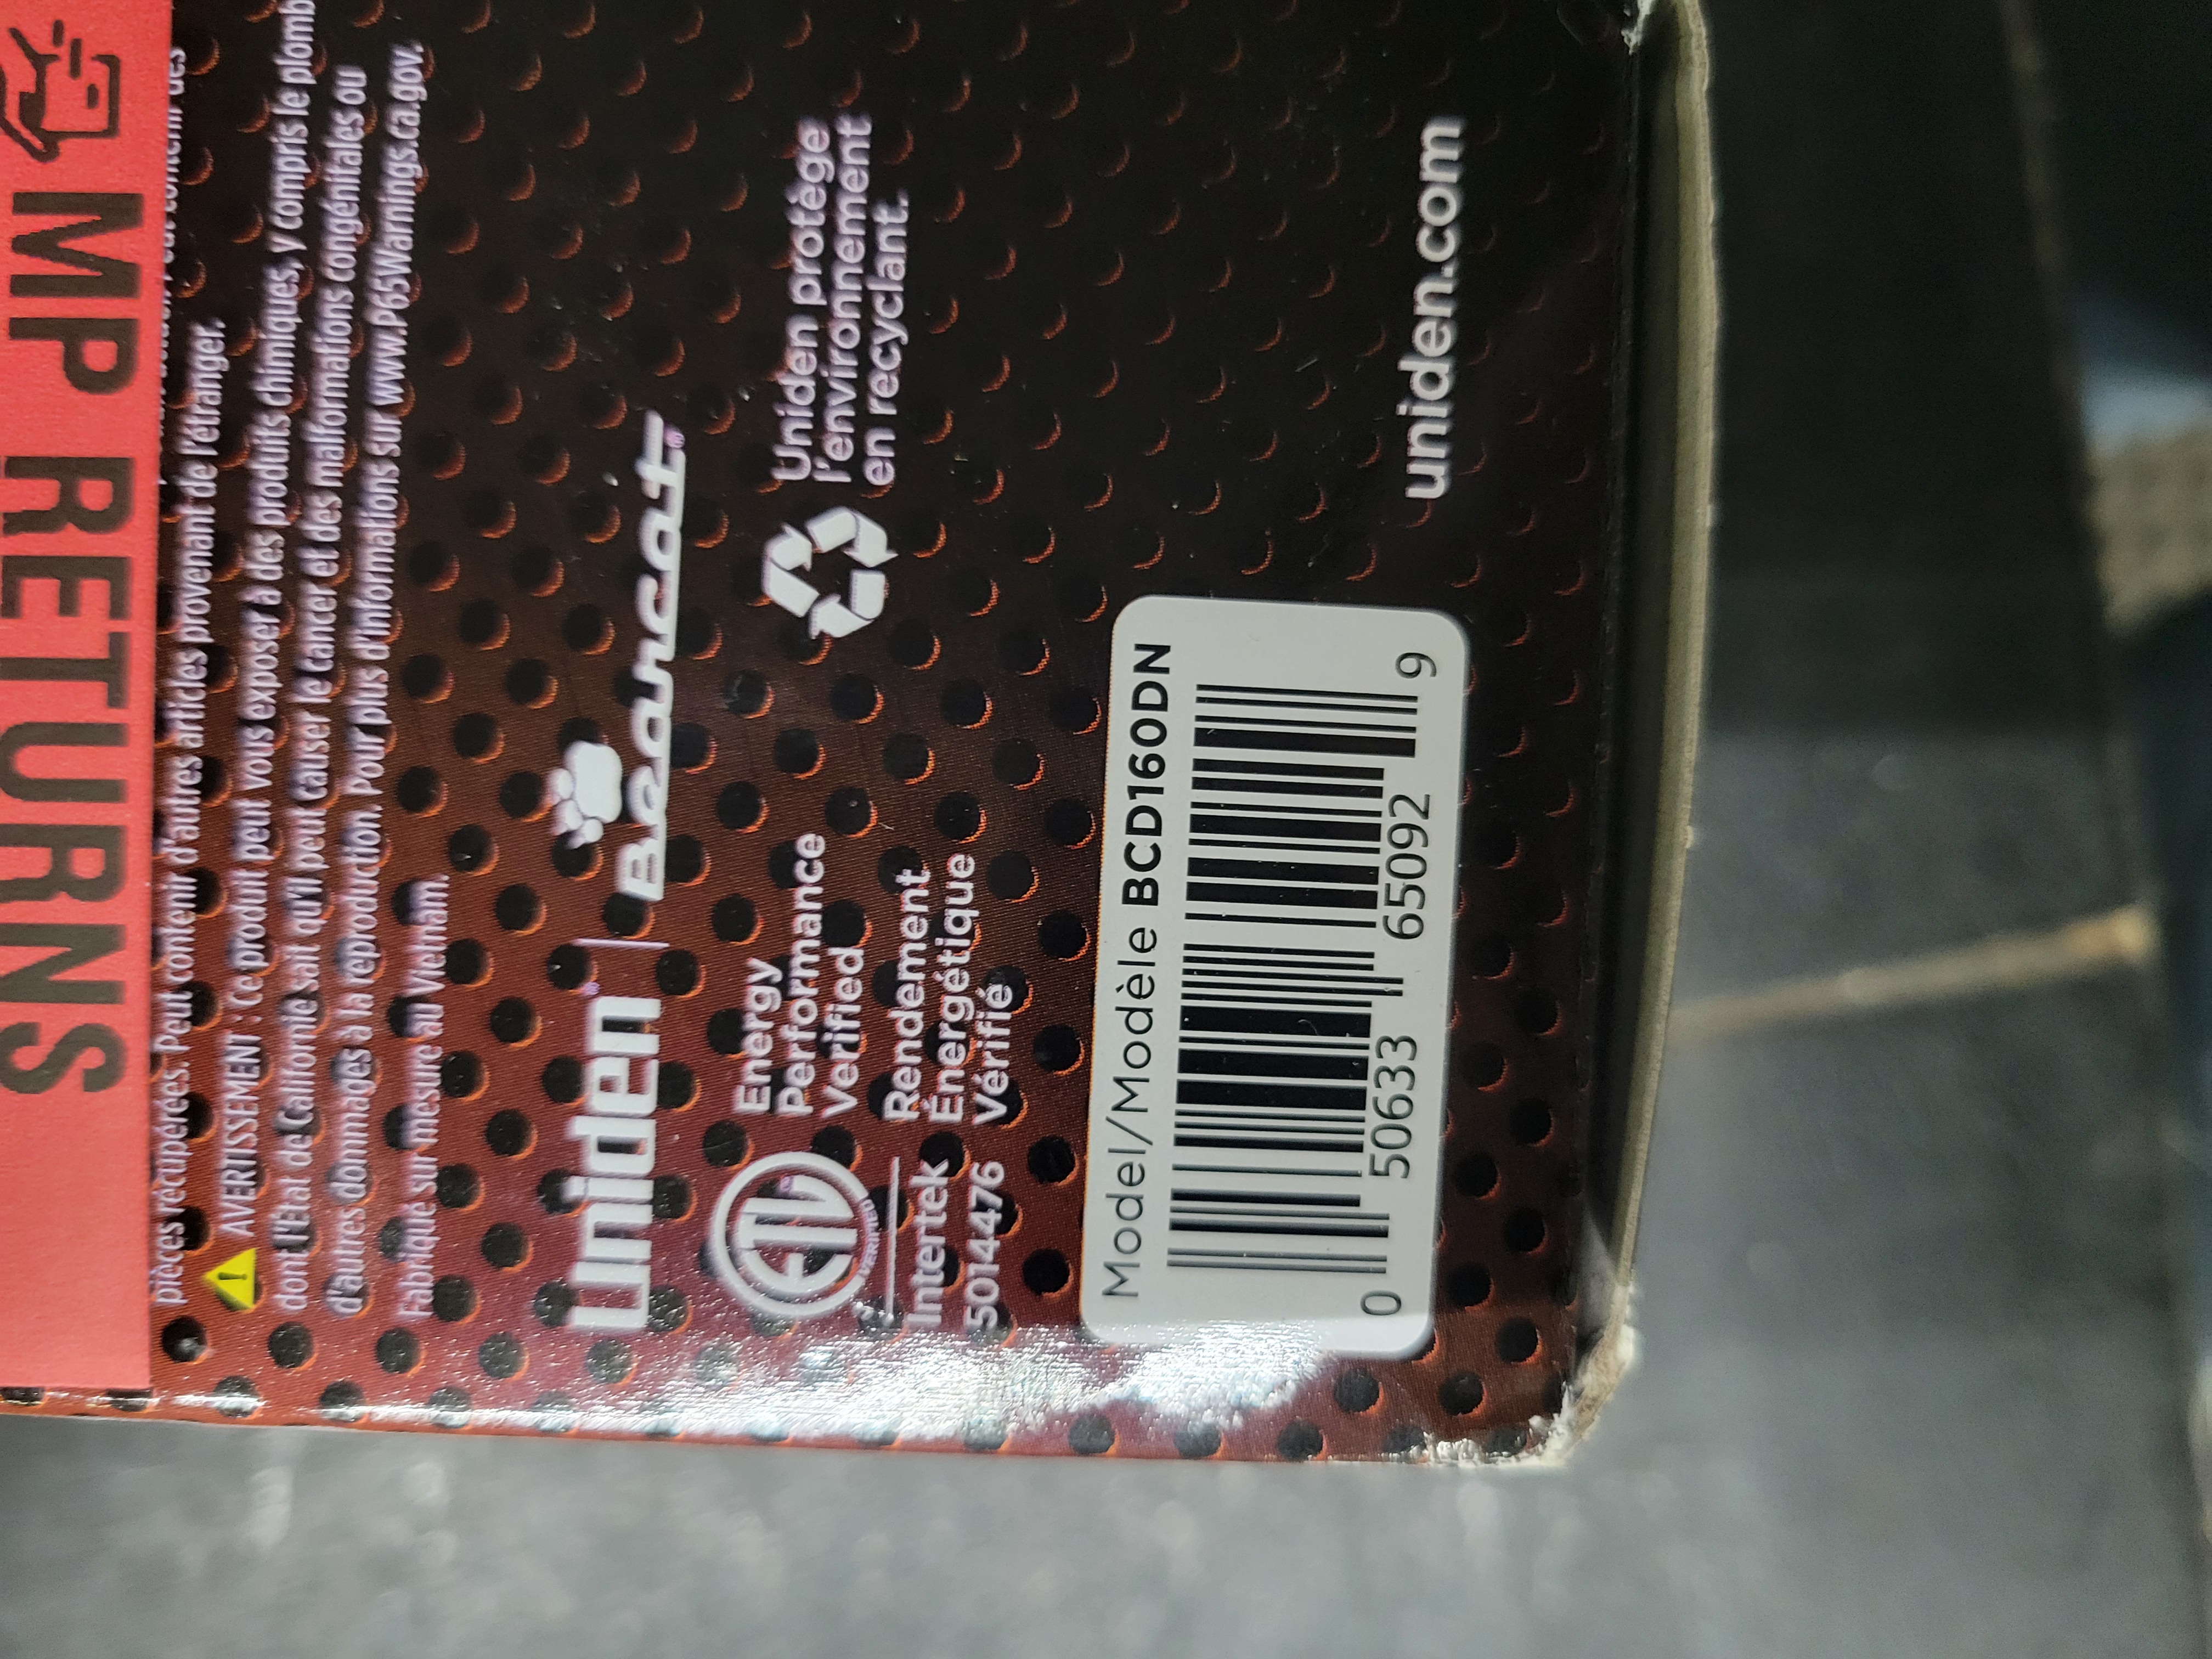 MP RETURNS
pièces récupérées. Peut contenir d'autres articles provenant de l'étranger.
AVERTISSEMENT : Ce produit peut vous exposer à des produits chimiques, y compris le plomb
dont l'État de Californie sait qu'il peut causer le cancer et des malformations congénitales ou
d'autres dommages à la reproduction. Pour plus d'informations sur www.P65Warnings.ca.gov.
Fabriqué sur mesure au Vietnam.
Uniden® | Bearcat®
ETL VERIFIED
Intertek
5014476
Energy
Performance
Verified
Rendement
Énergétique
Vérifié
Uniden protège
l'environnement
en recyclant.
Model/Modèle BCD160DN
0 50633 65092 9
uniden.com